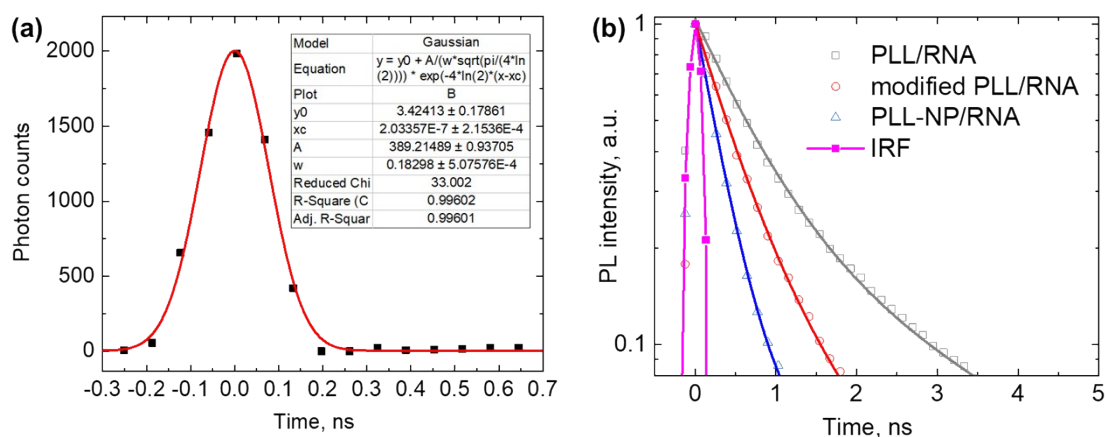 (a)
Photon counts
2000
1500
1000
500
0
-0.3 -0.2 -0.1 0.0 0.1 0.2 0.3 0.4 0.5 0.6 0.7
Time, ns
Model Gaussian
Equation y = y0 + A/(w*sqrt(pi/(4*ln
(2)))) * exp(-4*ln(2)*(x-xc)
Plot B
y0 3.42413 ± 0.17861
xc 2.03357E-7 ± 2.1536E-4
A 389.21489 ± 0.93705
w 0.18298 ± 5.07576E-4
Reduced Chi 33.002
R-Square (C 0.99602
Adj. R-Squar 0.99601
(b)
PL intensity, a.u.
1
0.1
0 1 2 3 4 5
Time, ns
PLL/RNA
modified PLL/RNA
PLL-NP/RNA
IRF